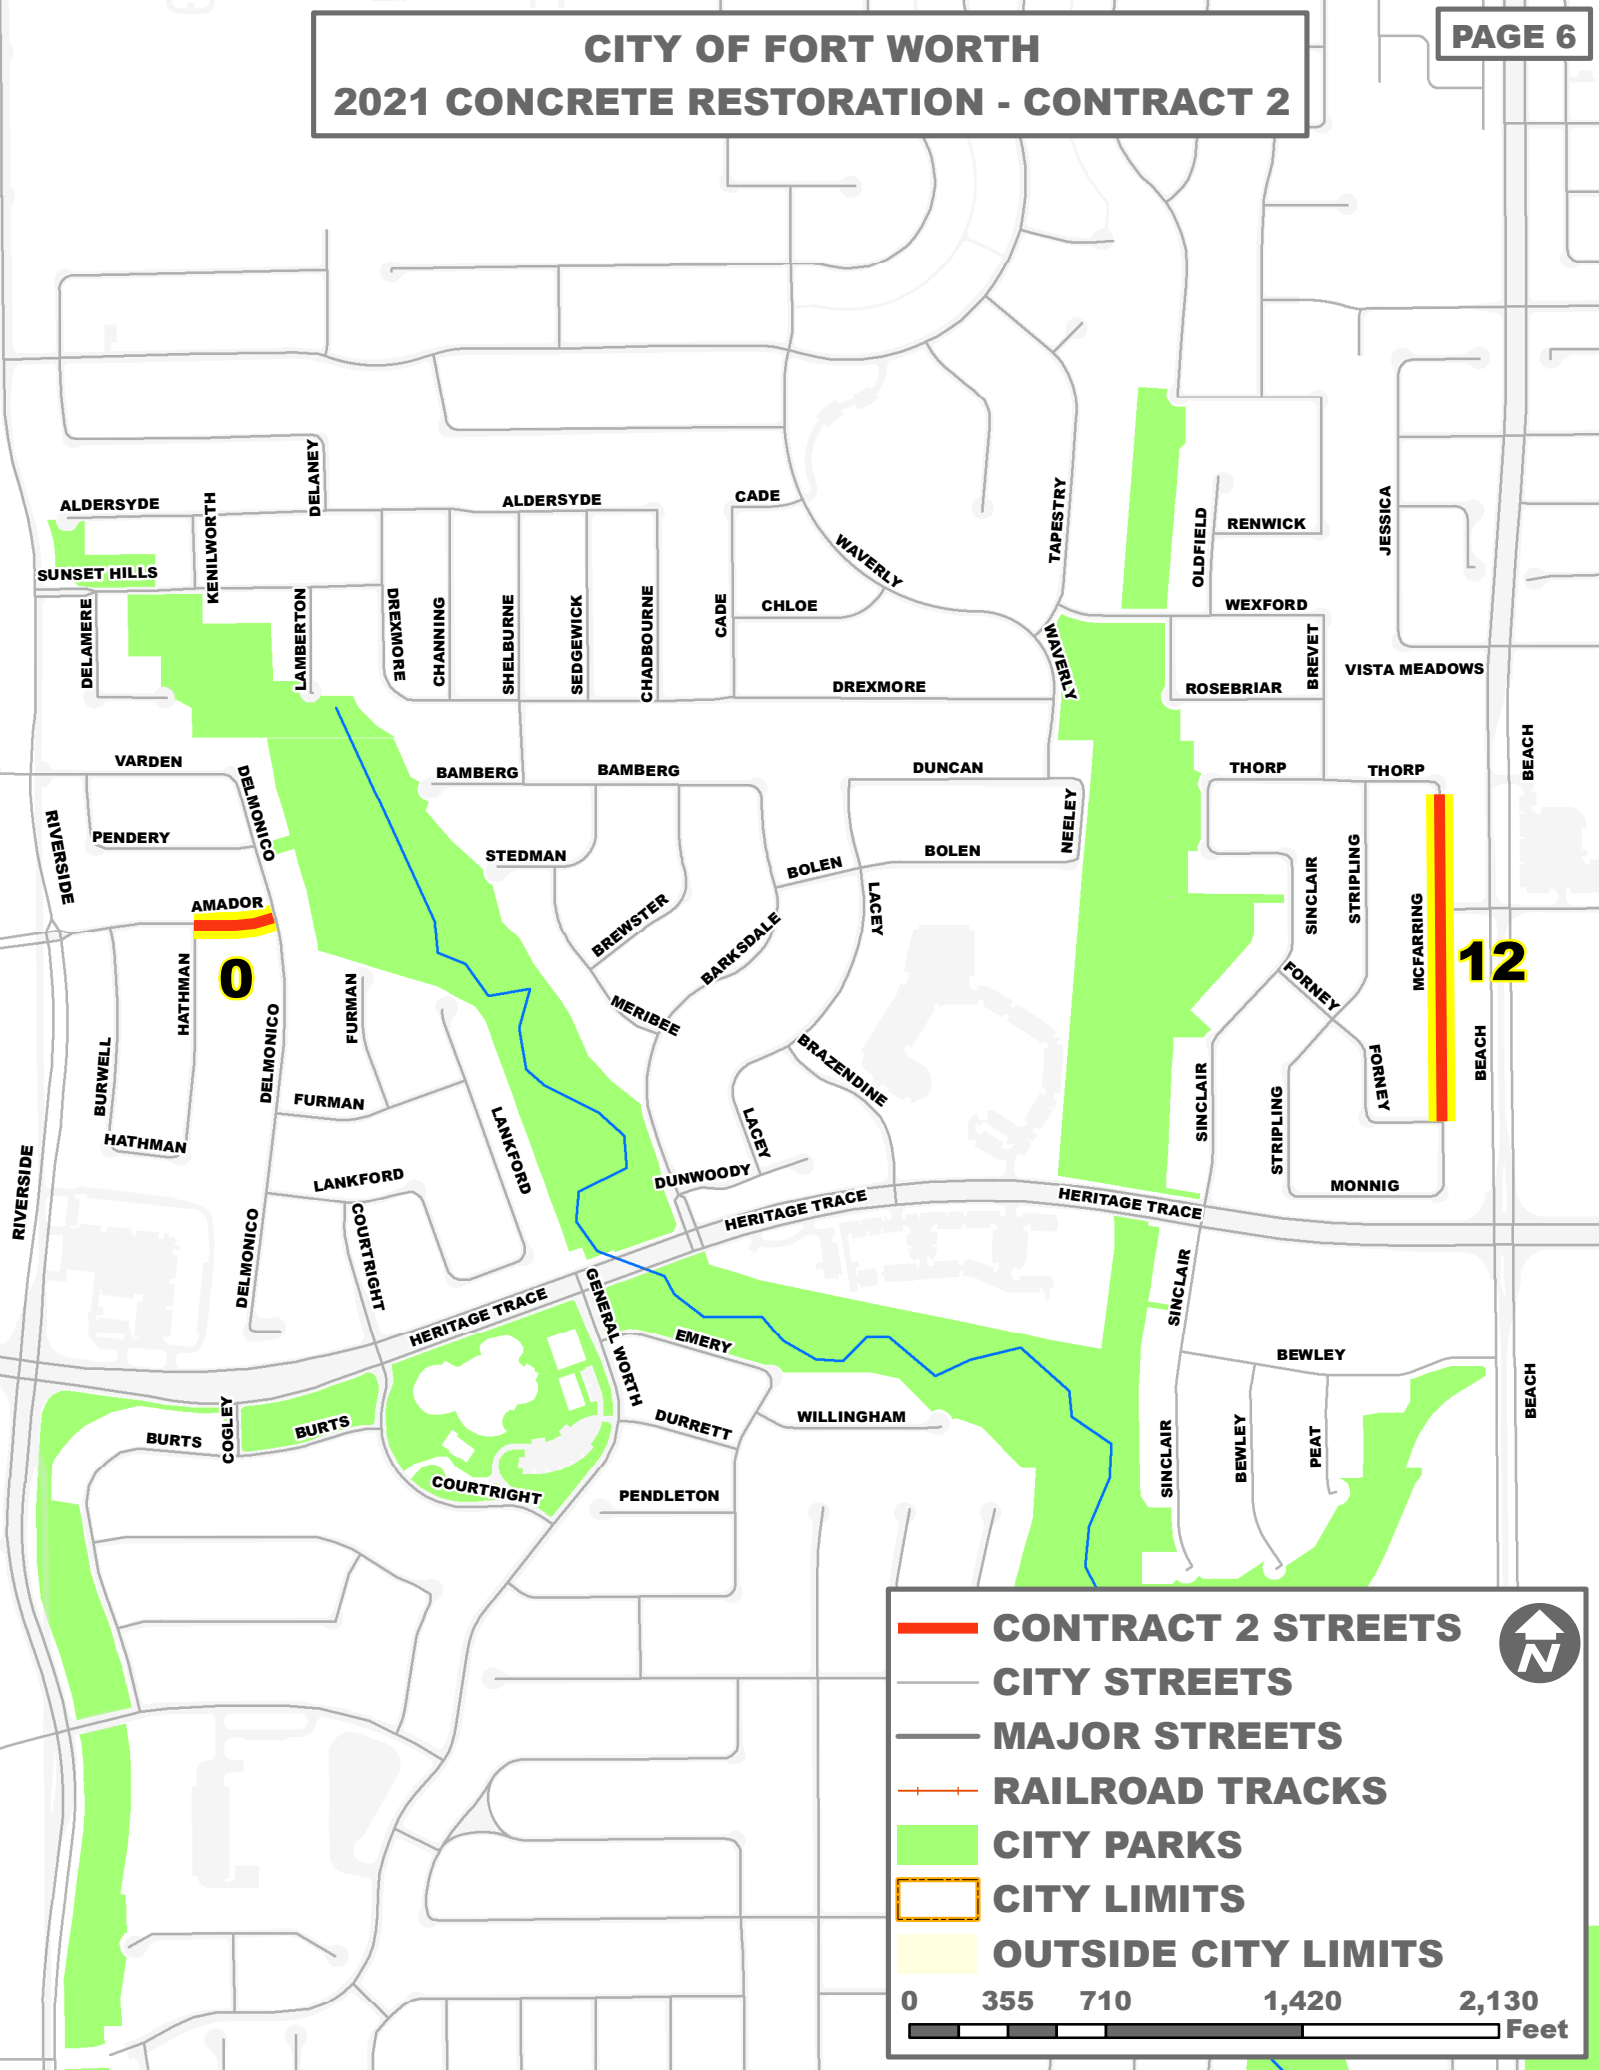 CITY OF FORT WORTH
2021 CONCRETE RESTORATION - CONTRACT 2
PAGE 6
DELANEY
ALDERSYDE
KENILWORTH
ALDERSYDE
CADE
TAPESTRY
OLDFIELD
RENWICK
JESSICA
WAVERLY
SUNSET HILLS
DELAMERE
LAMBERTON
DREXMORE
CHANNING
SHELBURNE
SEDGEWICK
CHADBOURNE
CADE
CHLOE
WAVERLY
WEXFORD
BREVET
VISTA MEADOWS
DREXMORE
ROSEBRIAR
VARDEN
DELMONICO
BAMBERG
BAMBERG
DUNCAN
THORP
THORP
BEACH
RIVERSIDE
PENDERY
STEDMAN
BOLEN
BOLEN
NEELEY
SINCLAIR
STRIPLING
MCFARRING
AMADOR
LACEY
BREWSTER
BARKSDALE
12
0
HATHMAN
FURMAN
FORNEY
MERIBEE
DELMONICO
BURWELL
BRAZENDINE
FORNEY
BEACH
FURMAN
SINCLAIR
STRIPLING
HATHMAN
LANKFORD
LACEY
RIVERSIDE
LANKFORD
DUNWOODY
HERITAGE TRACE
HERITAGE TRACE
MONNIG
COURTRIGHT
DELMONICO
HERITAGE TRACE
GENERAL WORTH
SINCLAIR
EMERY
BEWLEY
BEACH
COGLEY
BURTS
BURTS
DURRETT
WILLINGHAM
SINCLAIR
BEWLEY
PEAT
COURTRIGHT
PENDLETON
CONTRACT 2 STREETS
N
CITY STREETS
MAJOR STREETS
RAILROAD TRACKS
CITY PARKS
CITY LIMITS
OUTSIDE CITY LIMITS
0 355 710 1,420 2,130
Feet